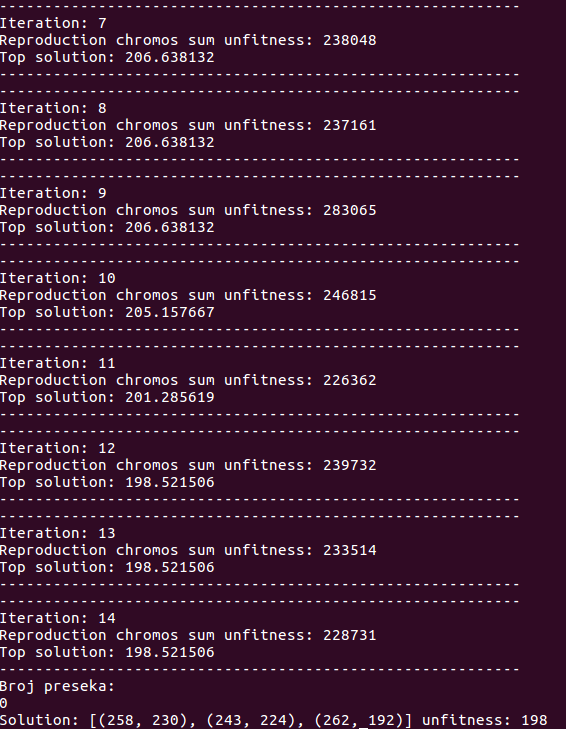 ----------------------------------------------------------
Iteration: 7
Reproduction chromos sum unfitness: 238048
Top solution: 206.638132
----------------------------------------------------------
----------------------------------------------------------
Iteration: 8
Reproduction chromos sum unfitness: 237161
Top solution: 206.638132
----------------------------------------------------------
----------------------------------------------------------
Iteration: 9
Reproduction chromos sum unfitness: 283065
Top solution: 206.638132
----------------------------------------------------------
----------------------------------------------------------
Iteration: 10
Reproduction chromos sum unfitness: 246815
Top solution: 205.157667
----------------------------------------------------------
----------------------------------------------------------
Iteration: 11
Reproduction chromos sum unfitness: 226362
Top solution: 201.285619
----------------------------------------------------------
----------------------------------------------------------
Iteration: 12
Reproduction chromos sum unfitness: 239732
Top solution: 198.521506
----------------------------------------------------------
----------------------------------------------------------
Iteration: 13
Reproduction chromos sum unfitness: 233514
Top solution: 198.521506
----------------------------------------------------------
----------------------------------------------------------
Iteration: 14
Reproduction chromos sum unfitness: 228731
Top solution: 198.521506
----------------------------------------------------------
Broj preseka:
0
Solution: [(258, 230), (243, 224), (262, 192)] unfitness: 198